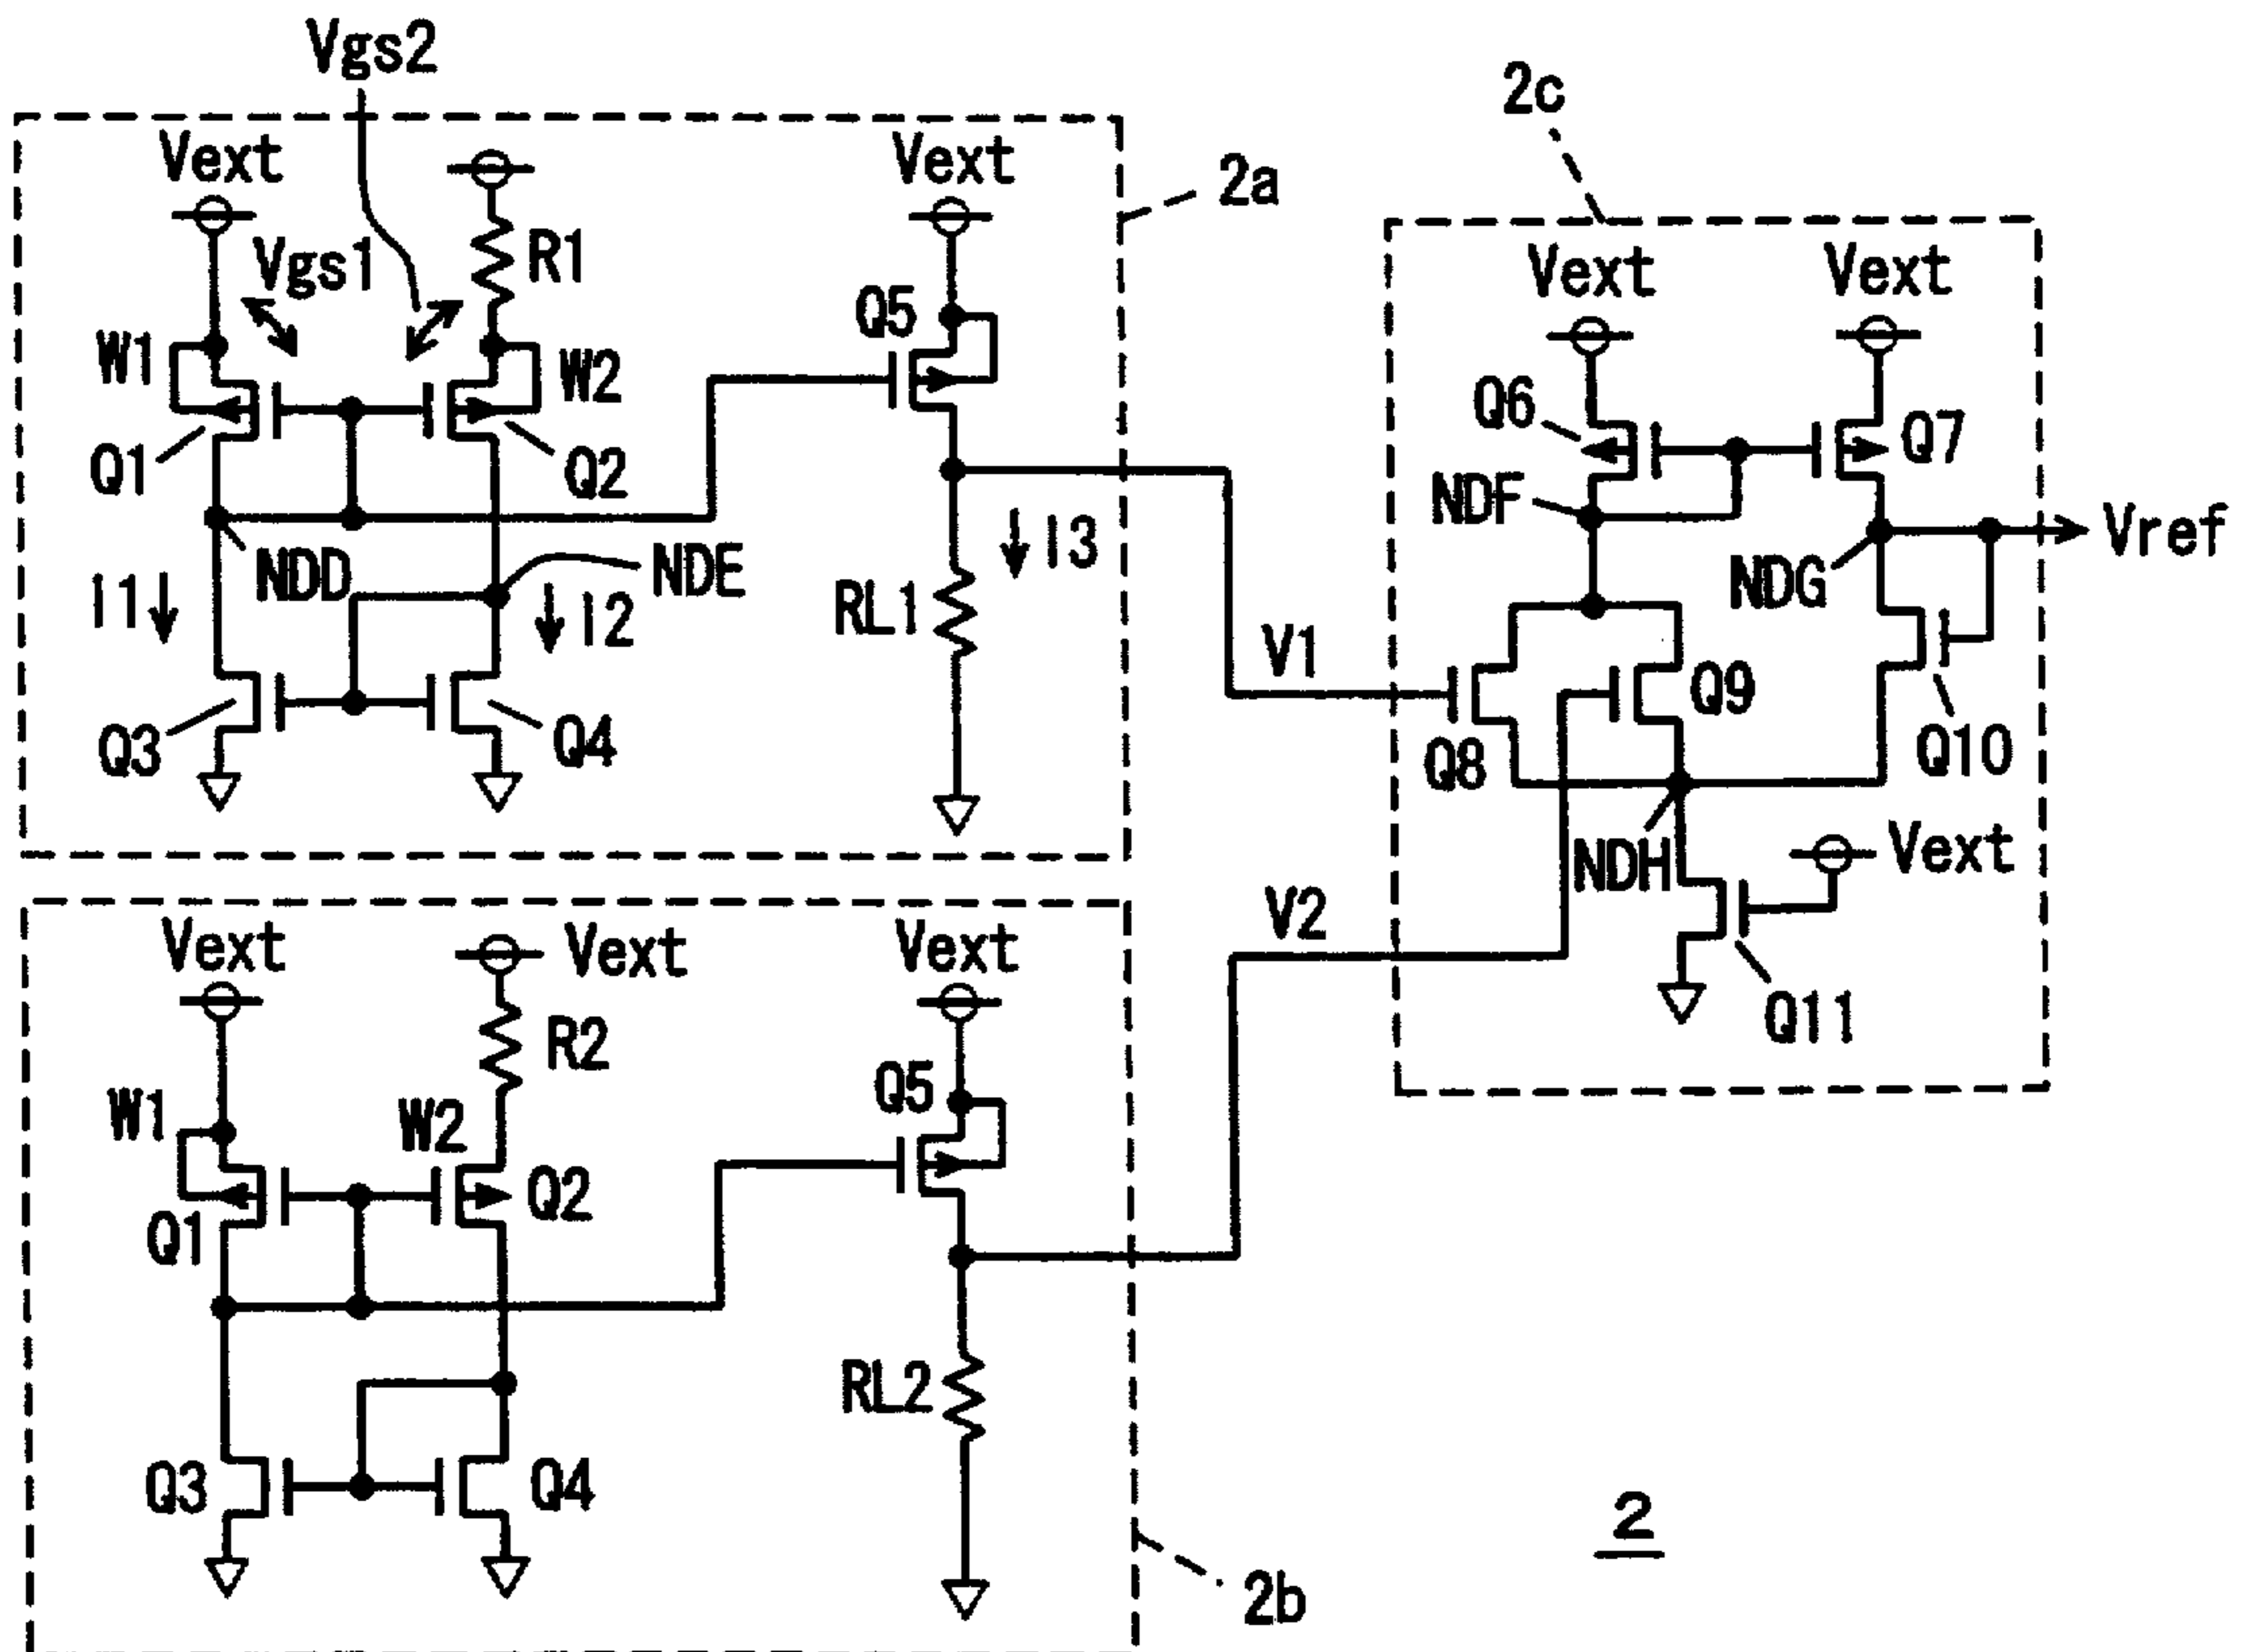 Vgs2
2c
Vext
Vext
2a
Vgs1
R1
Vext
Vext
W1
Q5
W2
Q6
Q7
Q1
Q2
NDF
Vref
NDD
NDE
I3
NDG
I1
I2
RL1
V1
Q9
Q3
Q4
Q8
Q10
NDH
Vext
V2
Vext
Vext
Vext
Q11
R2
Q5
W1
W2
Q2
Q1
RL2
Q3
Q4
2
2b